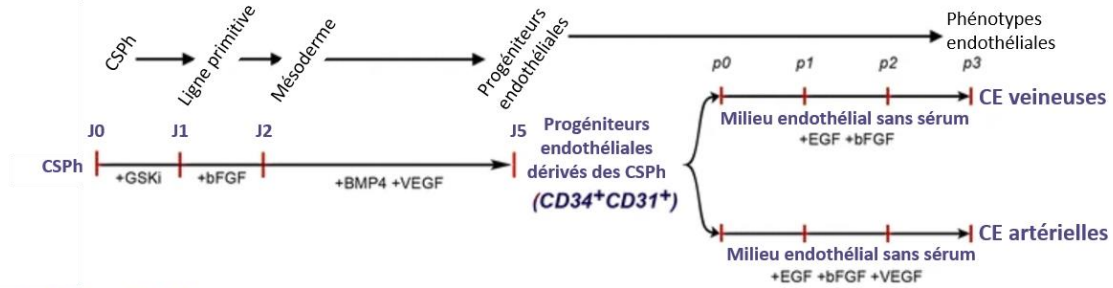 CSPh
Ligne primitive
Mésoderme
Progéniteurs
endothéliales
Phénotypes
endothéliales
p0 p1 p2 p3
CE veineuses
Milieu endothélial sans sérum
+EGF +bFGF
J0 J1 J2 J5
CSPh
+GSKi +bFGF +BMP4 +VEGF
Progéniteurs
endothéliales
dérivés des CSPh
(CD34+CD31+)
CE artérielles
Milieu endothélial sans sérum
+EGF +bFGF +VEGF